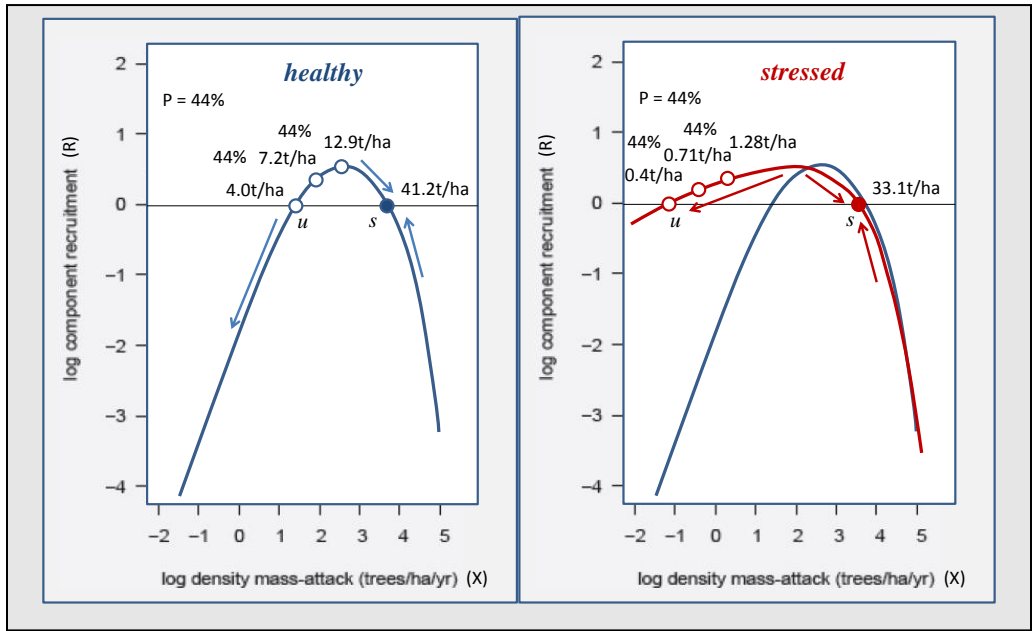 healthy
P = 44%
44%
12.9t/ha
44%
7.2t/ha
4.0t/ha
41.2t/ha
u
s
2
1
0
−1
−2
−3
−4
log component recruitment (R)
−2 −1 0 1 2 3 4 5
log density mass-attack (trees/ha/yr) (X)
stressed
P = 44%
44%
44%
1.28t/ha
0.71t/ha
0.4t/ha
33.1t/ha
u
s
2
1
0
−1
−2
−3
−4
log component recruitment (R)
−2 −1 0 1 2 3 4 5
log density mass-attack (trees/ha/yr) (X)